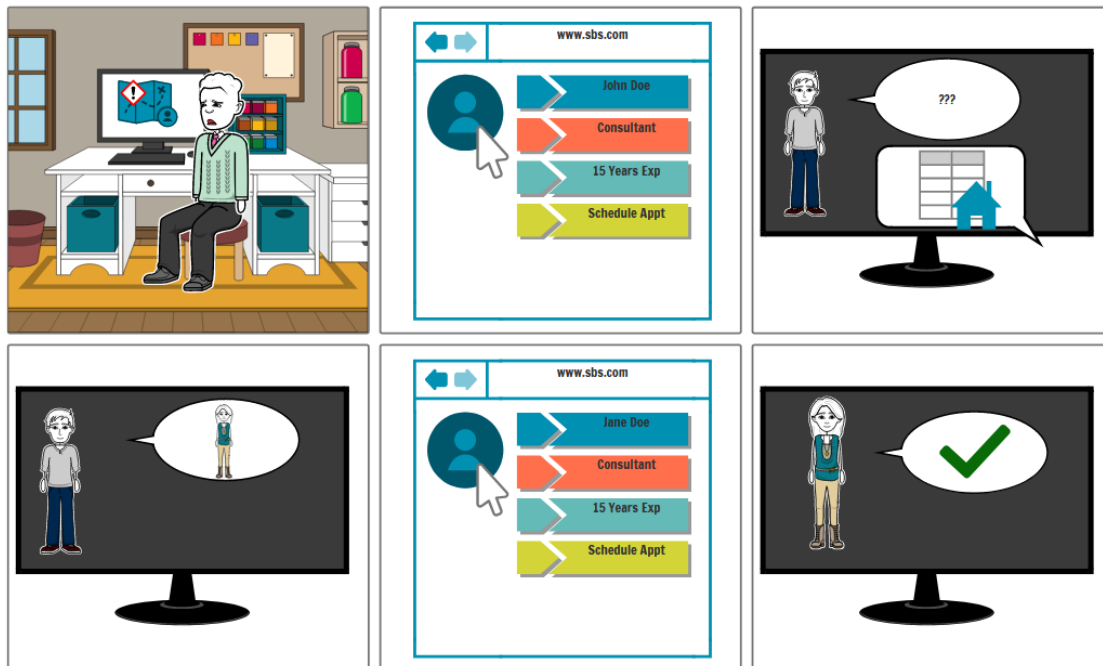 www.sbs.com
John Doe
Consultant
15 Years Exp
Schedule Appt
???
www.sbs.com
Jane Doe
Consultant
15 Years Exp
Schedule Appt